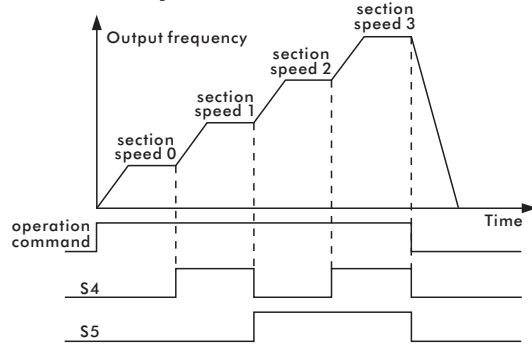 section
speed 3
Output frequency
section
speed 2
section
speed 1
section
speed 0
Time
operation
command
S4
S5